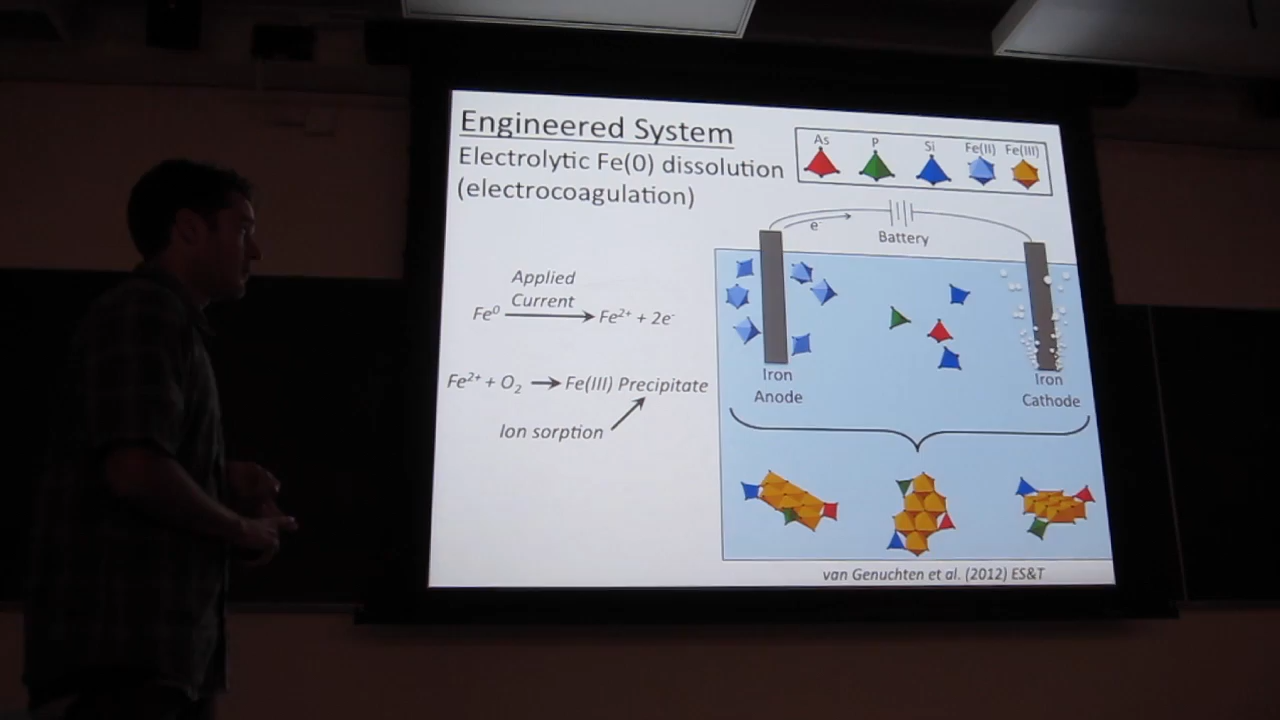 Engineered System
Electrolytic Fe(0) dissolution
(electrocoagulation)
As P Si Fe(II) Fe(III)
e-
Battery
Applied
Current
Fe⁰ → Fe²⁺ + 2e⁻
Iron
Anode
Iron
Cathode
Fe²⁺ + O₂ → Fe(III) Precipitate
Ion sorption
van Genuchten et al. (2012) ES&T